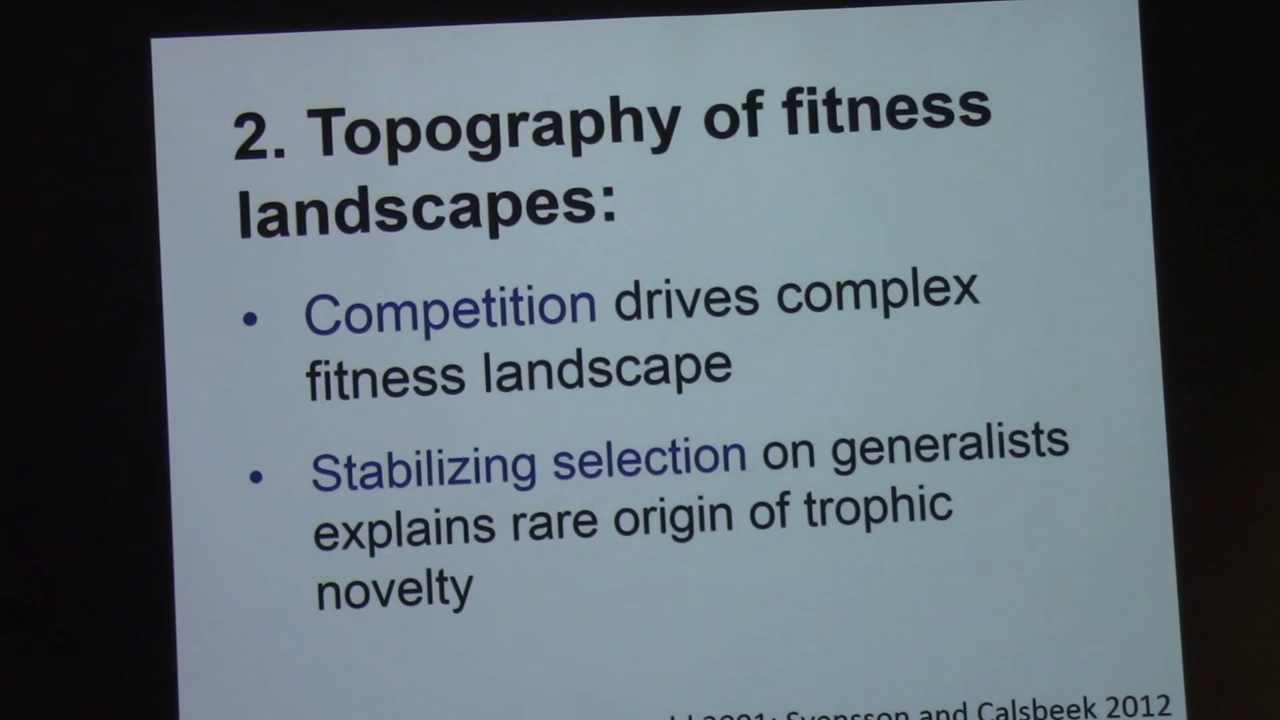 2. Topography of fitness
landscapes:
• Competition drives complex
fitness landscape
• Stabilizing selection on generalists
explains rare origin of trophic
novelty
2001; Svensson and Calsbeek 2012